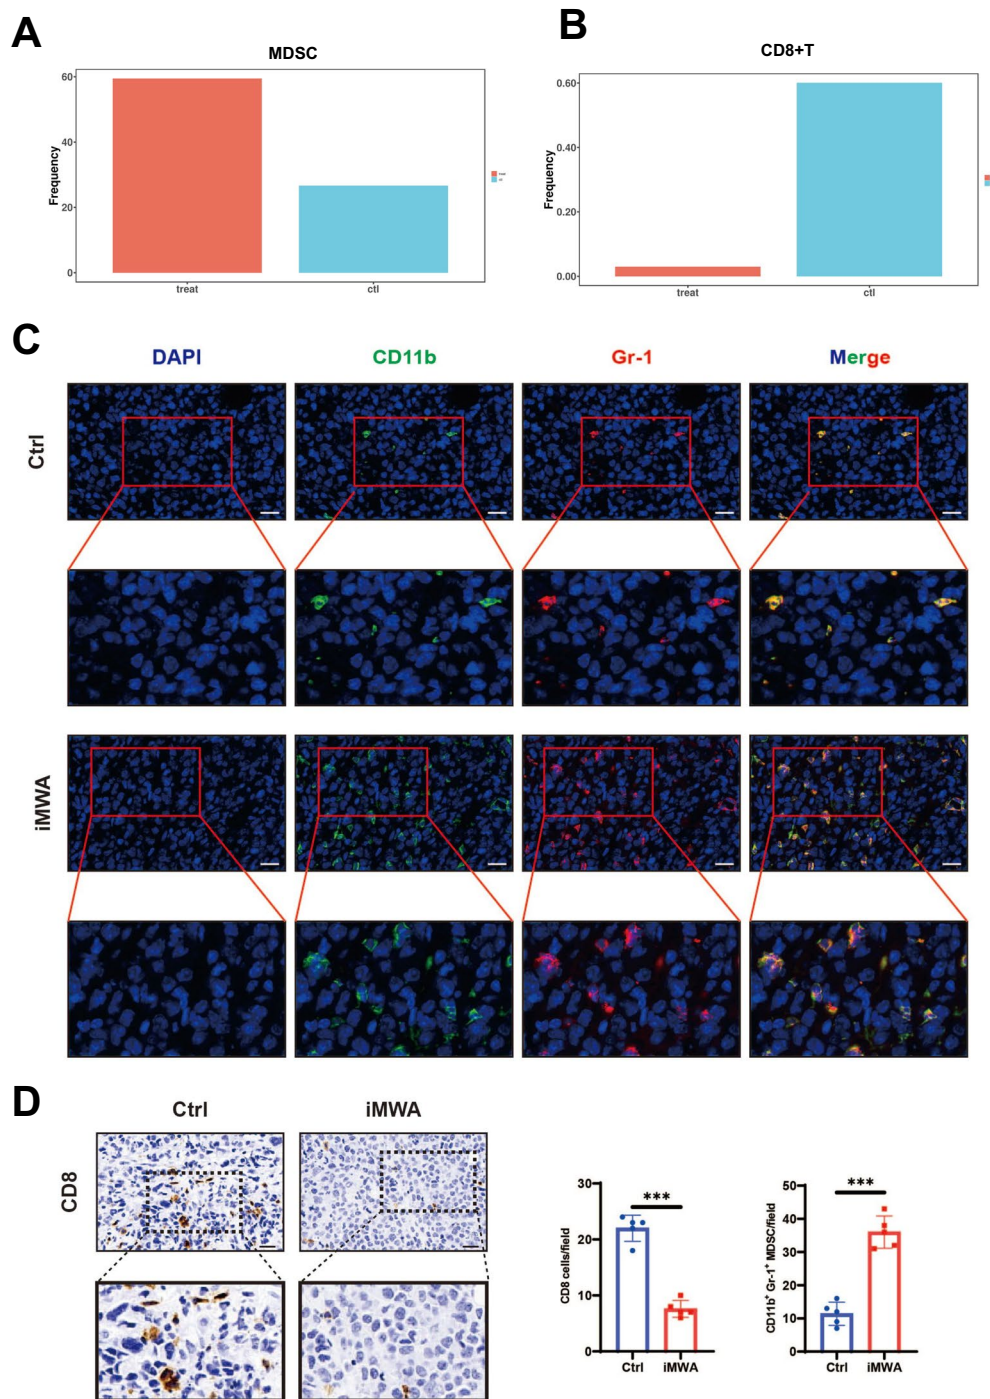 A
MDSC
Frequency
60
40
20
0
treat
ctl
B
CD8+T
Frequency
0.60
0.40
0.20
0.00
treat
ctl
C
DAPI
CD11b
Gr-1
Merge
Ctrl
iMWA
D
Ctrl
iMWA
CD8
CD8 cells/field
30
20
10
0
***
Ctrl
iMWA
CD11b⁺ Gr-1⁺ MDSC/field
50
40
30
20
10
0
***
Ctrl
iMWA